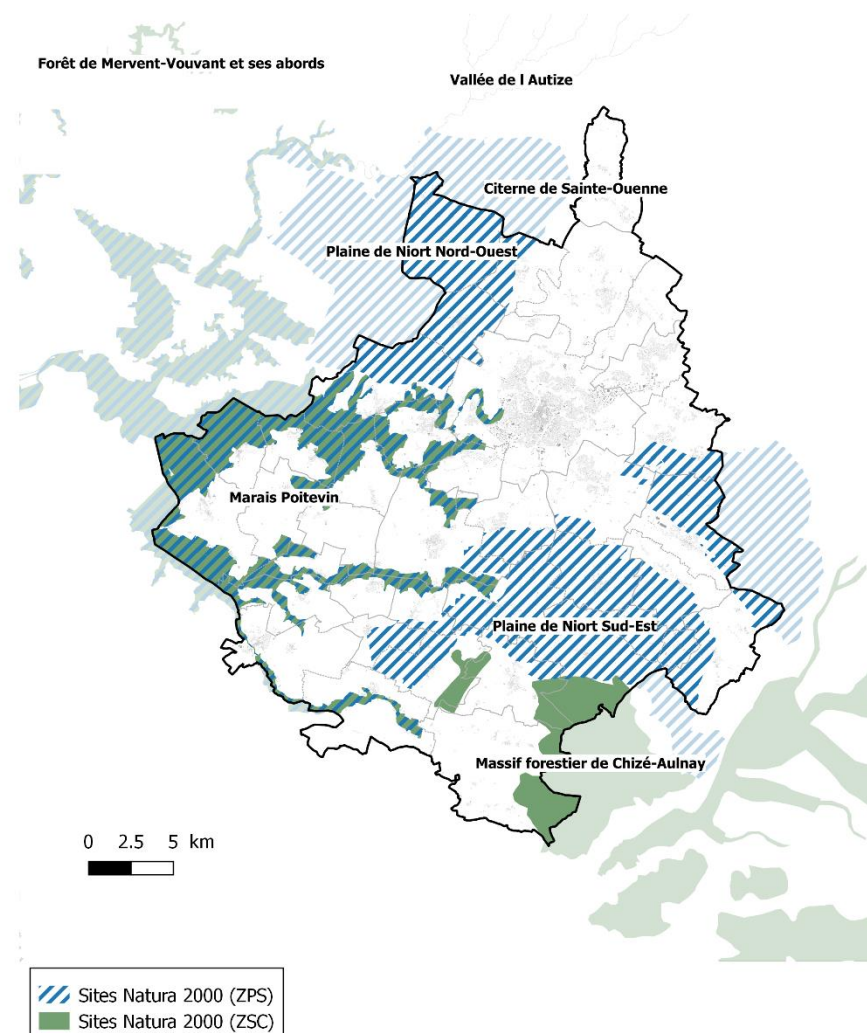 Forêt de Mervent-Vouvant et ses abords
Vallée de l Autize
Citerne de Sainte-Ouenne
Plaine de Niort Nord-Ouest
Marais Poitevin
Plaine de Niort Sud-Est
Massif forestier de Chizé-Aulnay
0 2.5 5 km
Sites Natura 2000 (ZPS)
Sites Natura 2000 (ZSC)